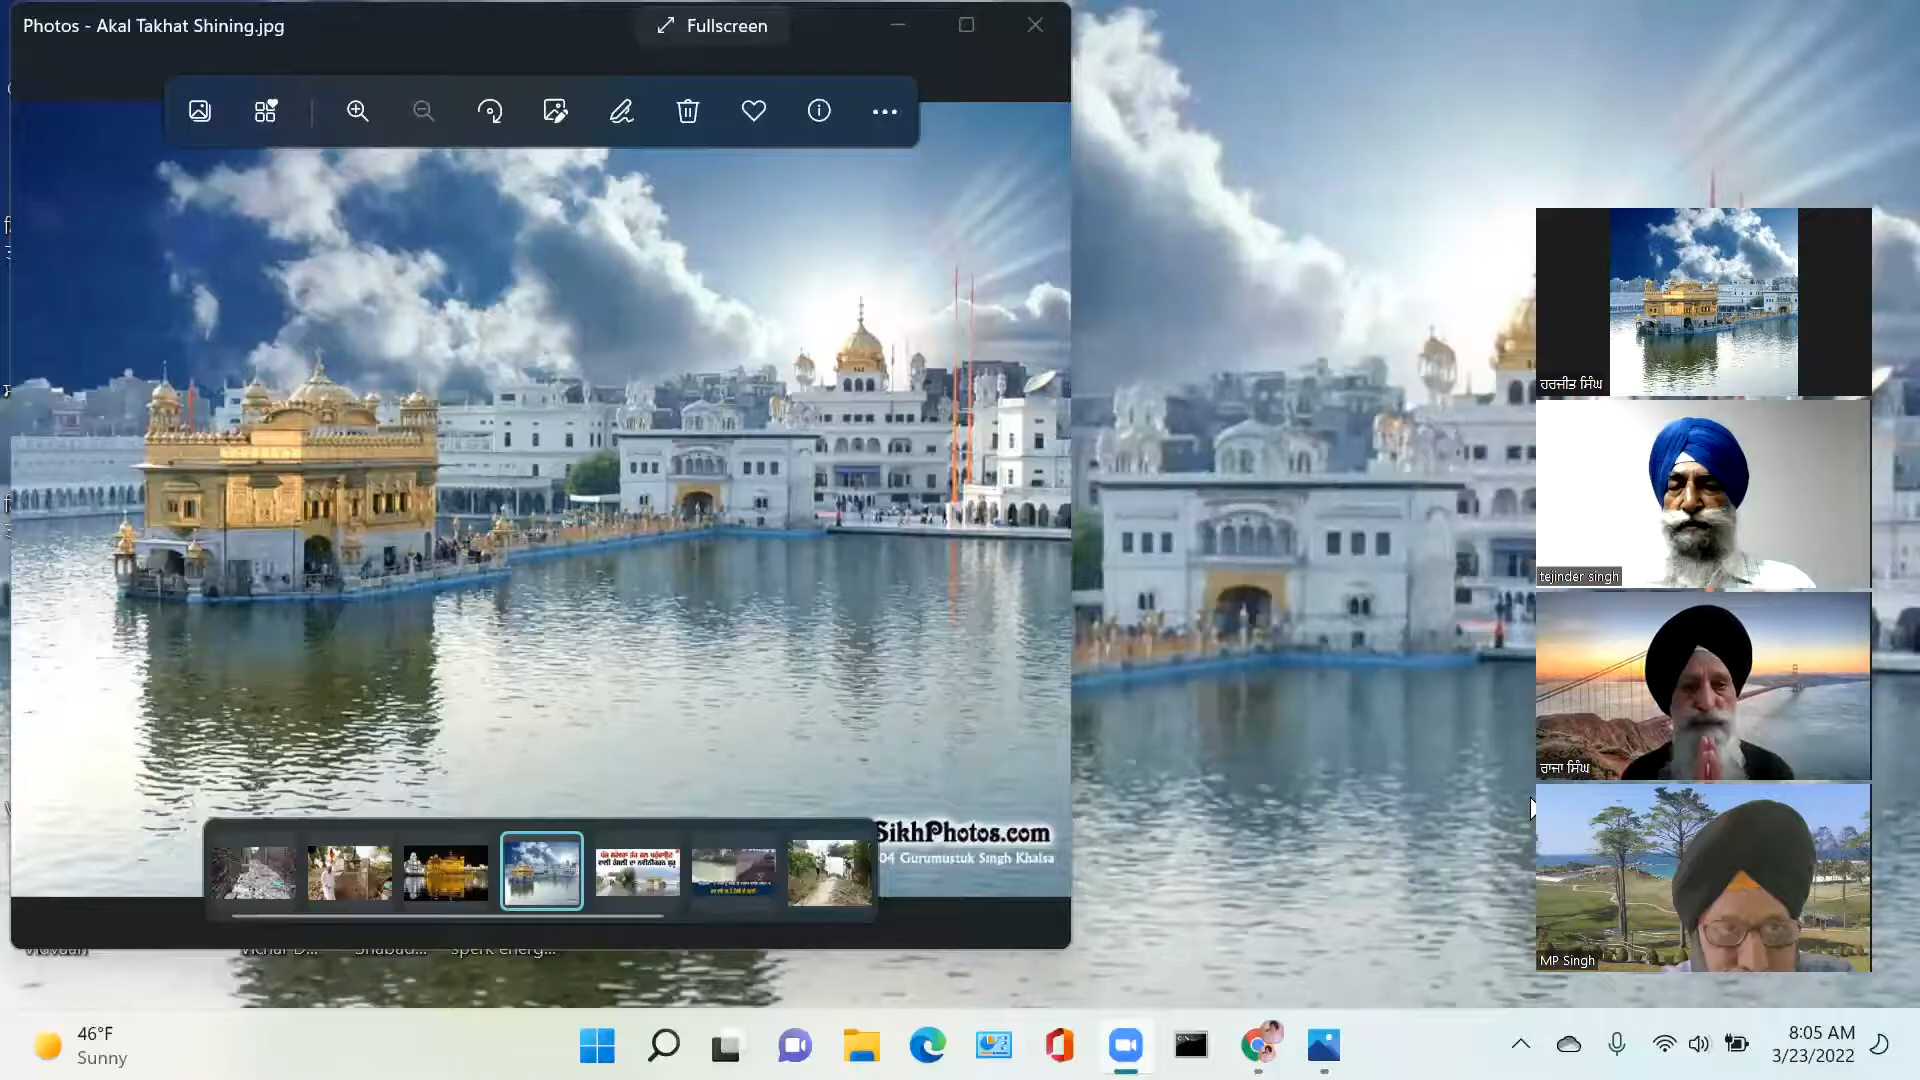 Photos - Akal Takhat Shining.jpg
Fullscreen
SikhPhotos.com
04 Gurumustuk Singh Khalsa
ਹਰਜੀਤ ਸਿੰਘ
tejinder singh
ਰਾਜਾ ਸਿੰਘ
MP Singh
46°F
Sunny
8:05 AM
3/23/2022